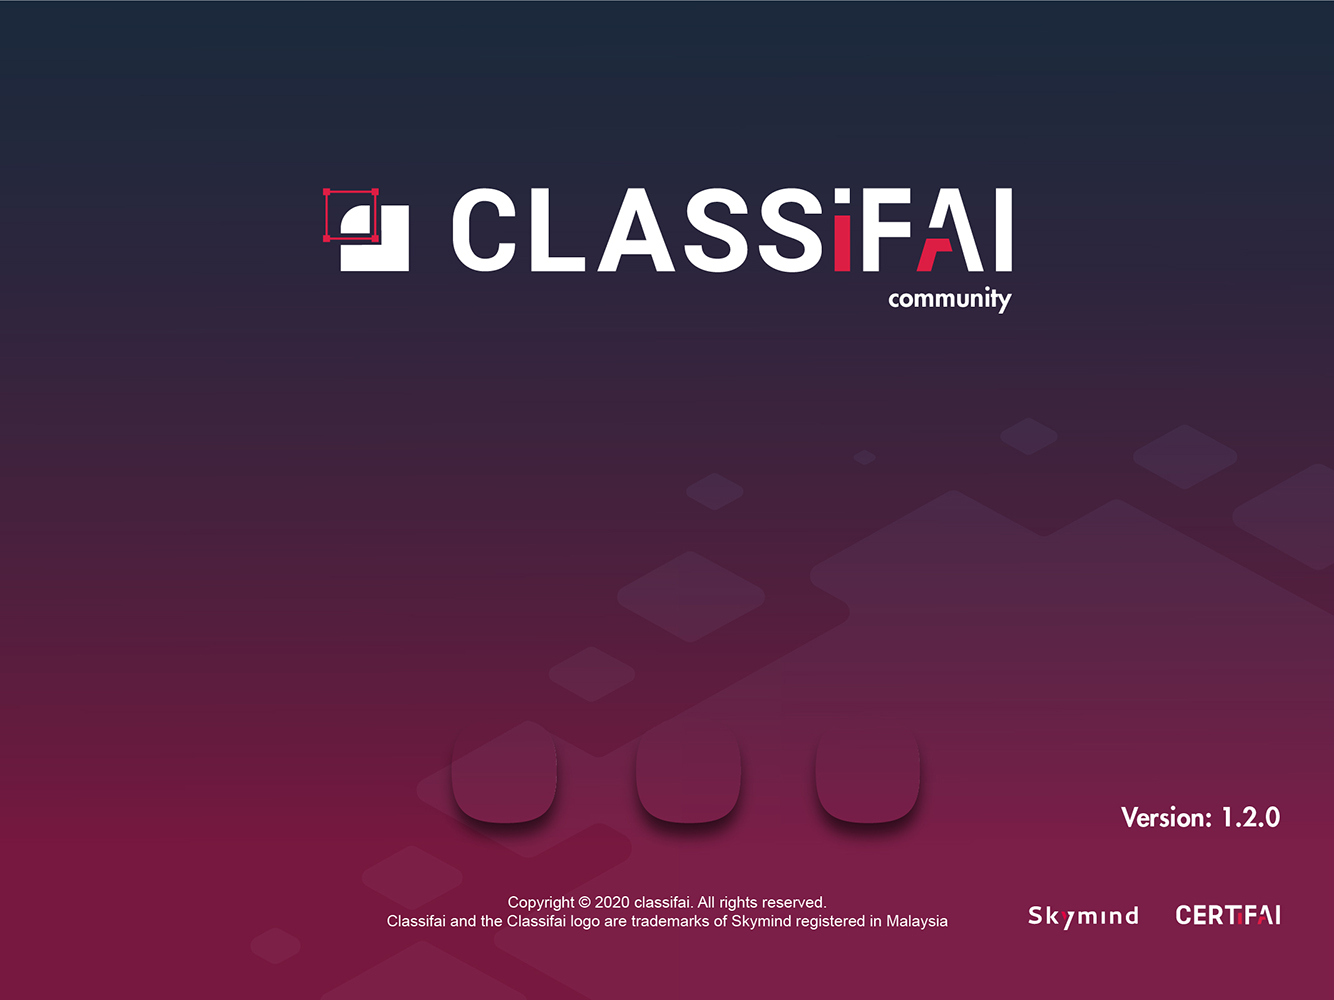 CLASSiFAI
community
Version: 1.2.0
Copyright © 2020 classifai. All rights reserved.
Classifai and the Classifai logo are trademarks of Skymind registered in Malaysia
Skymind
CERTiFAI